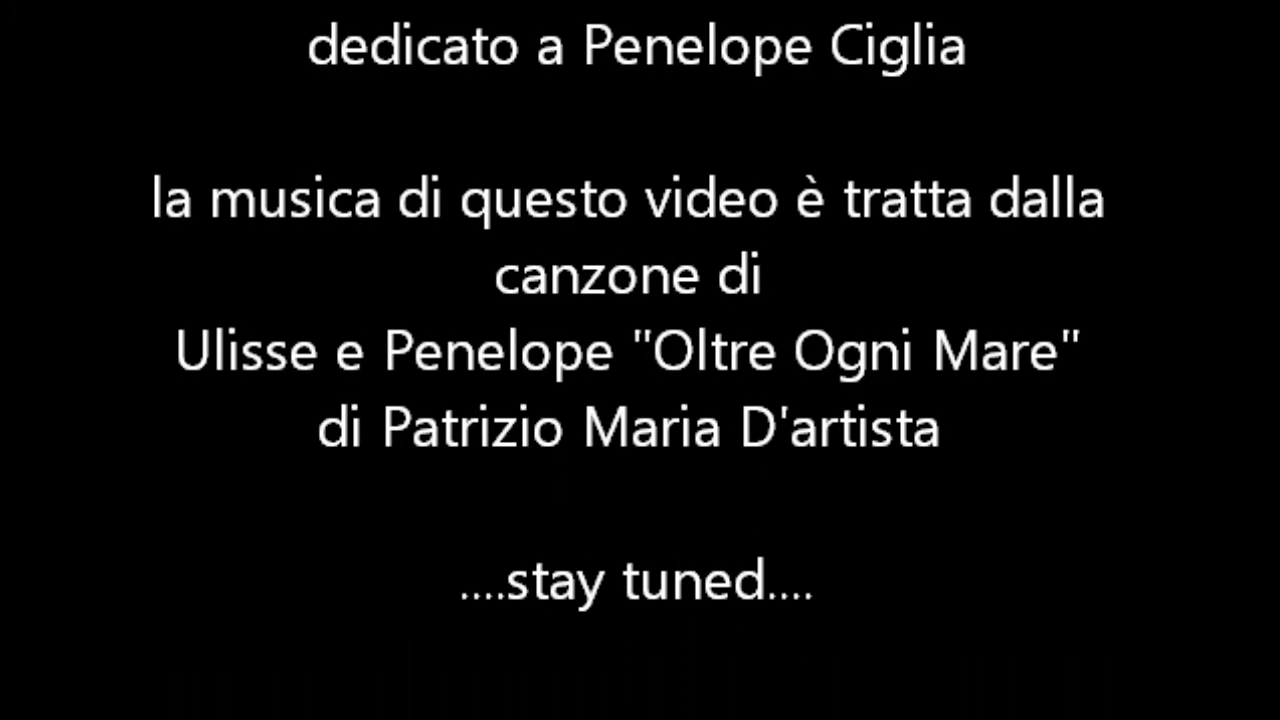 dedicato a Penelope Ciglia
la musica di questo video è tratta dalla
canzone di
Ulisse e Penelope "Oltre Ogni Mare"
di Patrizio Maria D'artista
....stay tuned....